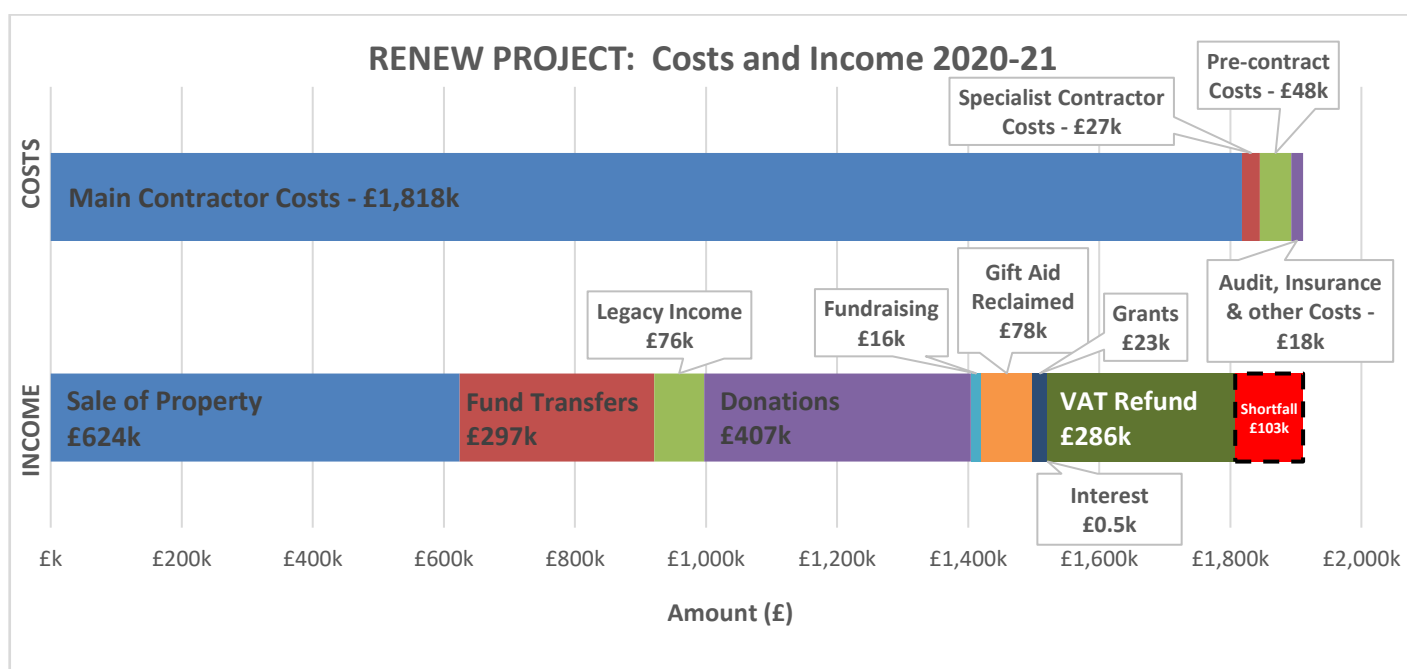 RENEW PROJECT:  Costs and Income 2020-21
Pre-contract
Costs - £48k
Specialist Contractor
Costs - £27k
COSTS
Main Contractor Costs - £1,818k
Audit, Insurance
& other Costs -
£18k
Gift Aid
Reclaimed
£78k
Grants
£23k
Fundraising
£16k
Legacy Income
£76k
INCOME
Sale of Property
£624k
Fund Transfers
£297k
Donations
£407k
VAT Refund
£286k
Shortfall
£103k
Interest
£0.5k
£k
£200k
£400k
£600k
£800k
£1,000k
£1,200k
£1,400k
£1,600k
£1,800k
£2,000k
Amount (£)